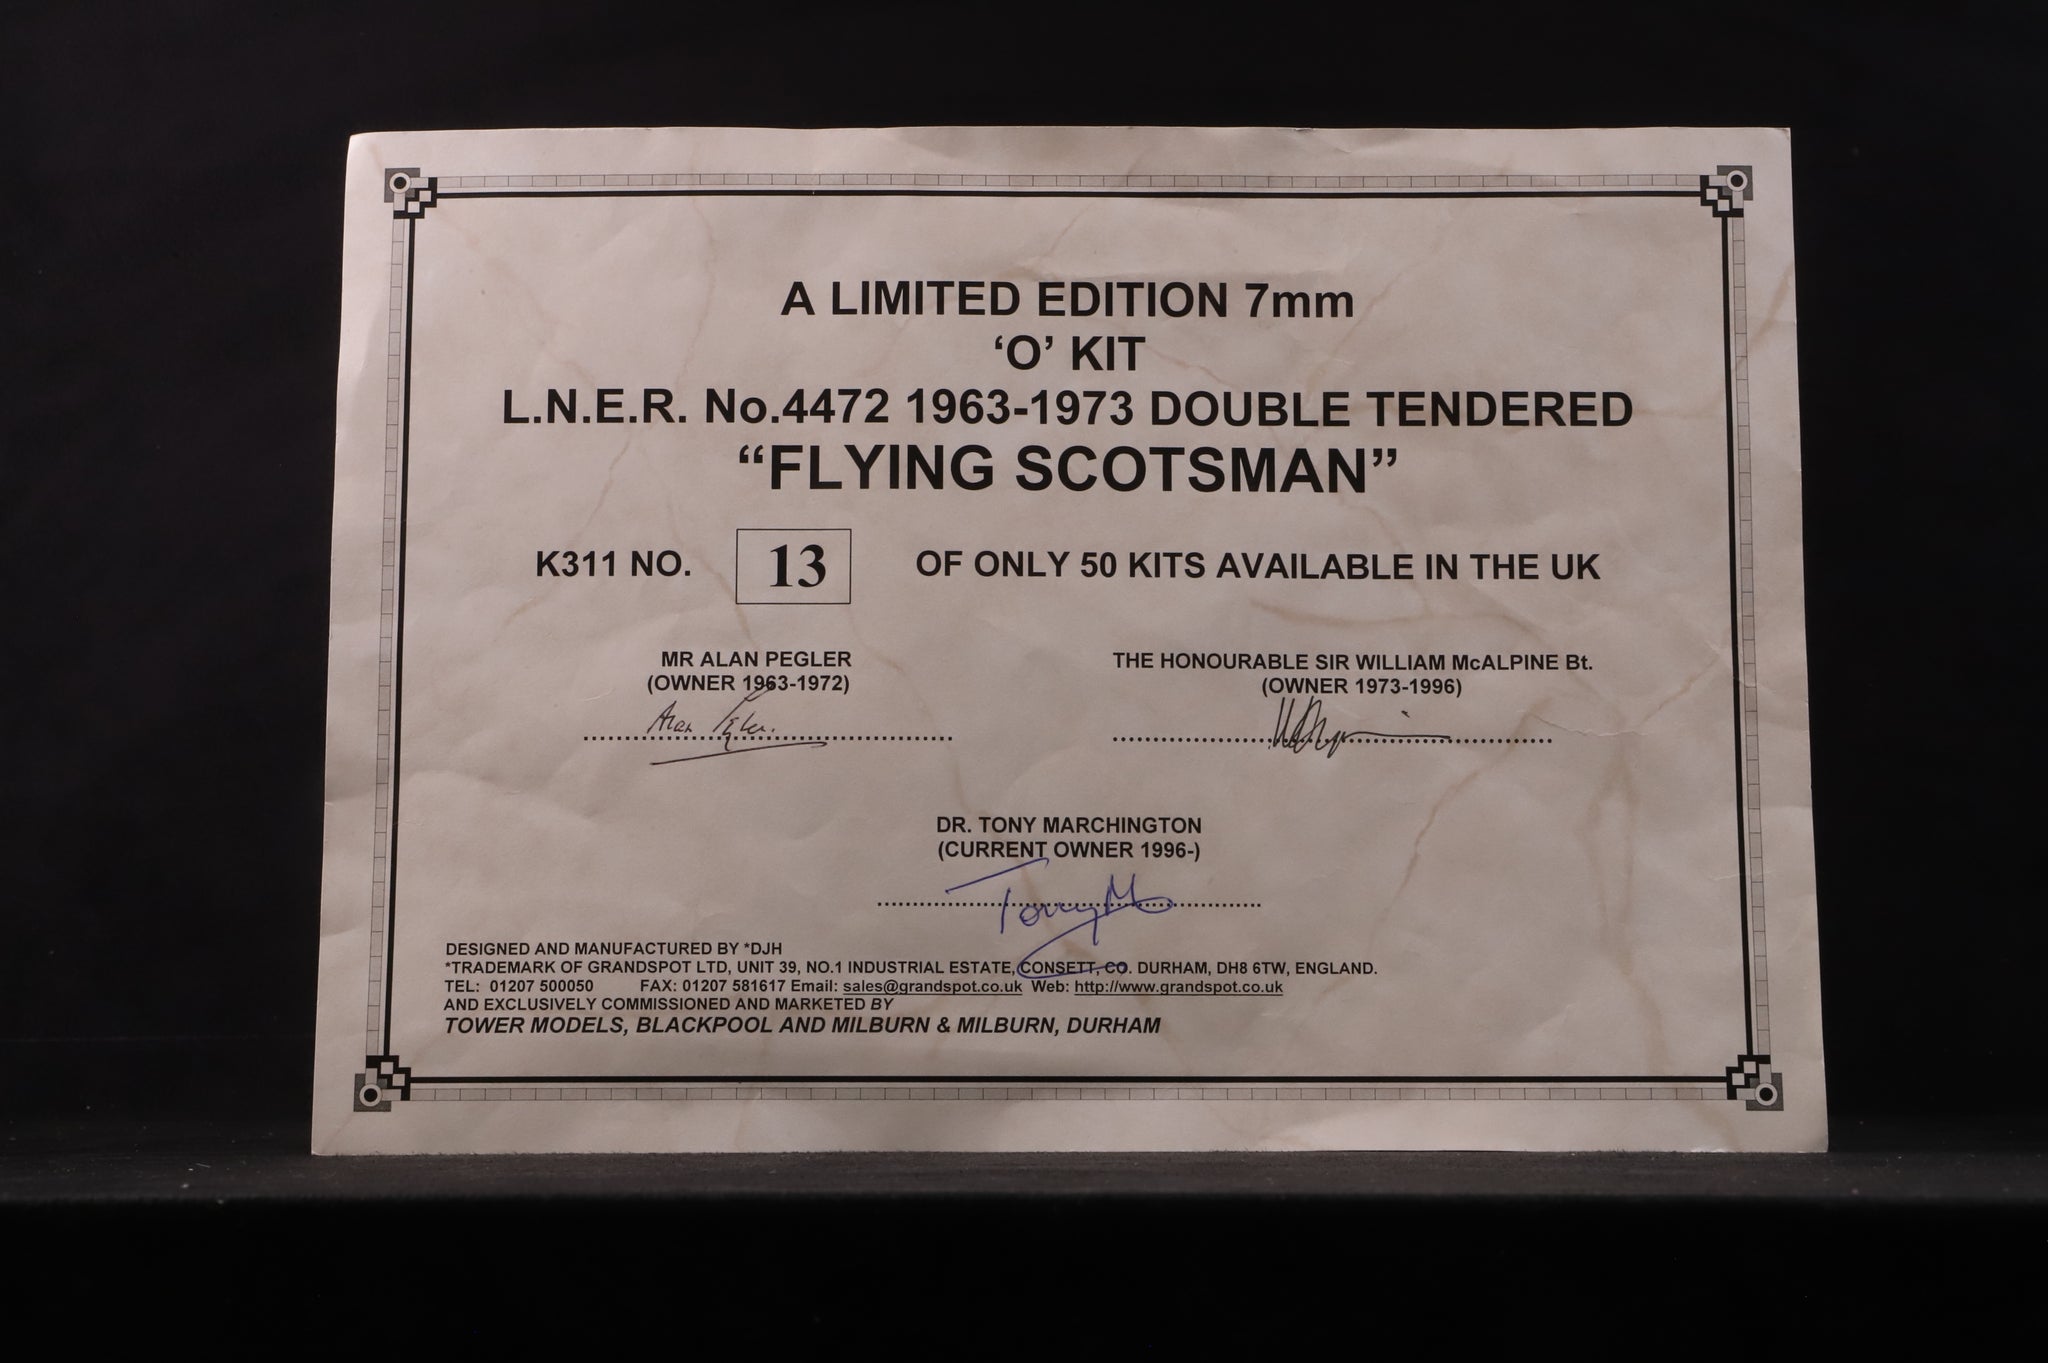 A LIMITED EDITION 7mm
‘O’ KIT
L.N.E.R. No.4472 1963-1973 DOUBLE TENDERED
“FLYING SCOTSMAN”
K311 NO. 13 OF ONLY 50 KITS AVAILABLE IN THE UK
MR ALAN PEGLER
(OWNER 1963-1972)
Alan Pegler.
THE HONOURABLE SIR WILLIAM McALPINE Bt.
(OWNER 1973-1996)
DR. TONY MARCHINGTON
(CURRENT OWNER 1996-)
Tony M
DESIGNED AND MANUFACTURED BY *DJH
*TRADEMARK OF GRANDSPOT LTD, UNIT 39, NO.1 INDUSTRIAL ESTATE, CONSETT, CO. DURHAM, DH8 6TW, ENGLAND.
TEL: 01207 500050 FAX: 01207 581617 Email: sales@grandspot.co.uk Web: http://www.grandspot.co.uk
AND EXCLUSIVELY COMMISSIONED AND MARKETED BY
TOWER MODELS, BLACKPOOL AND MILBURN & MILBURN, DURHAM